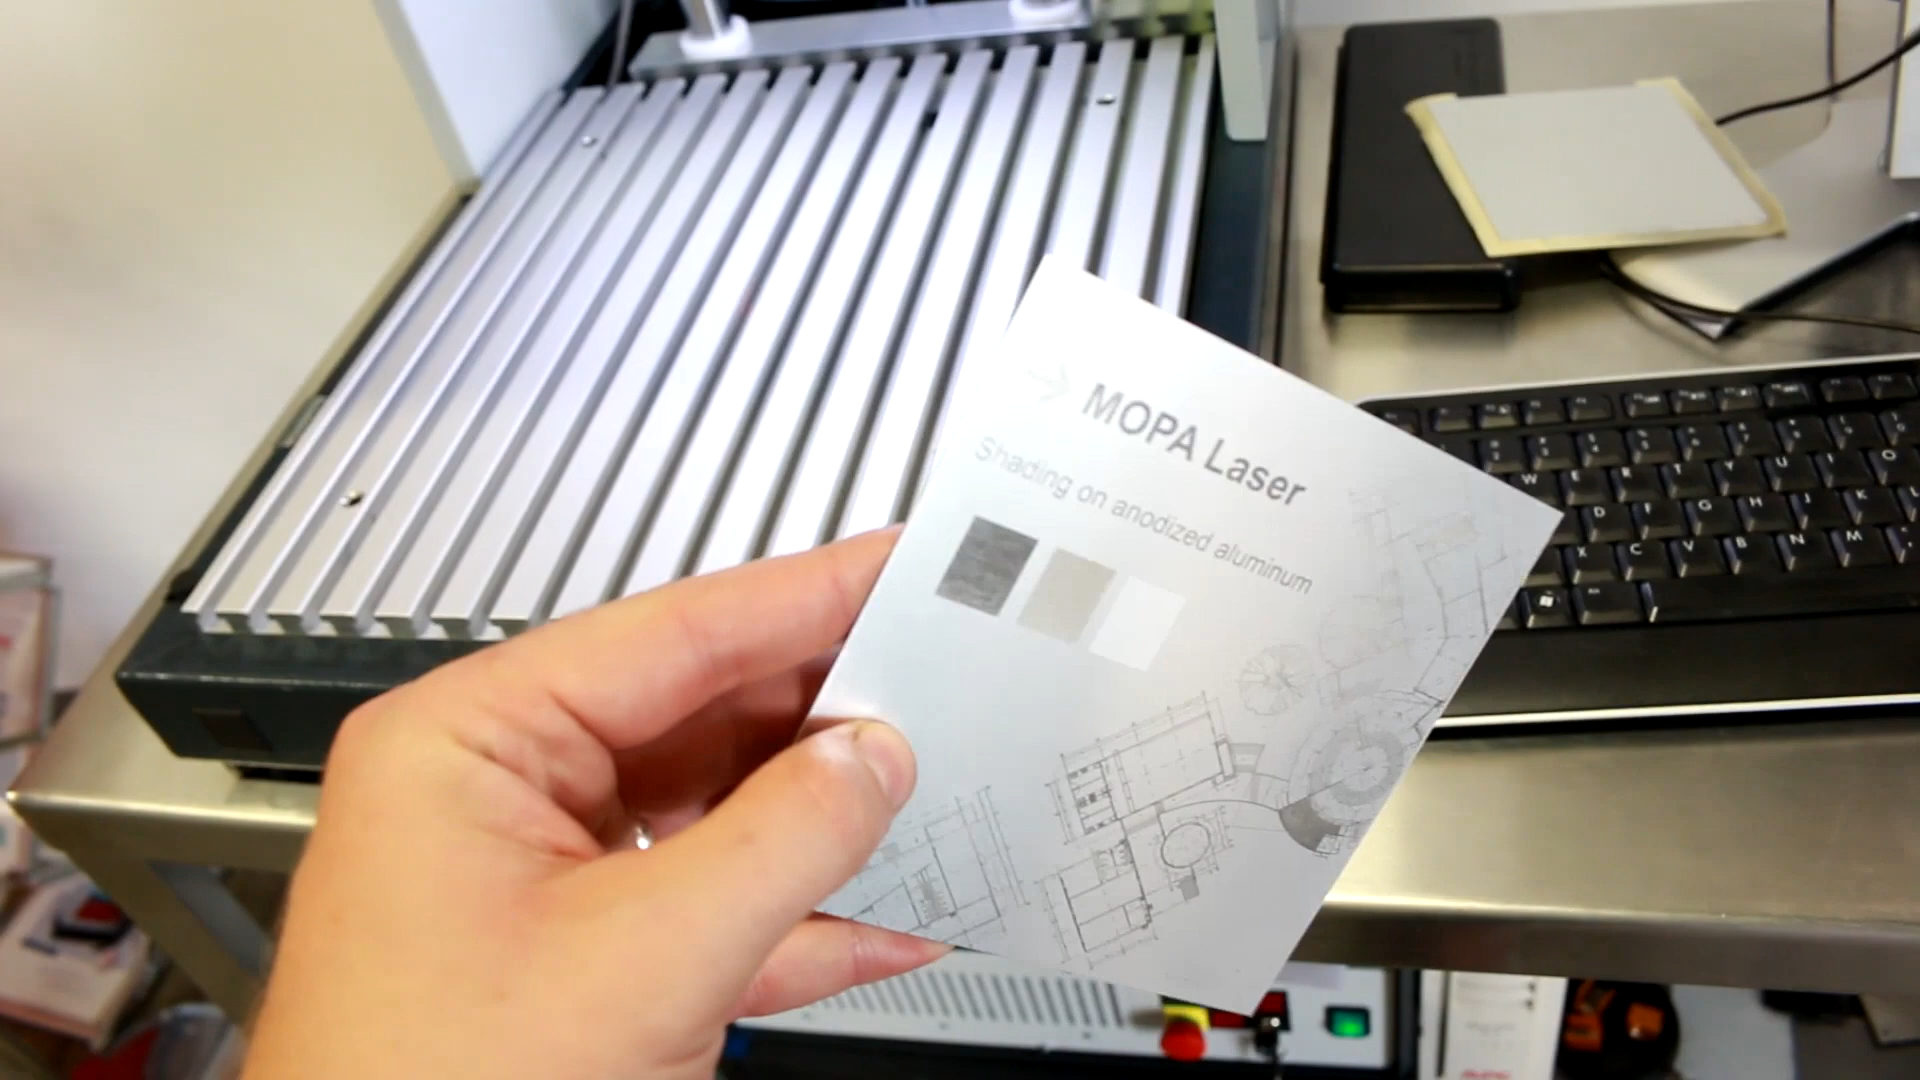 → MOPA Laser
Shading on anodized aluminum
W E R T Y U I O
D F G H J K L
X C V B N M